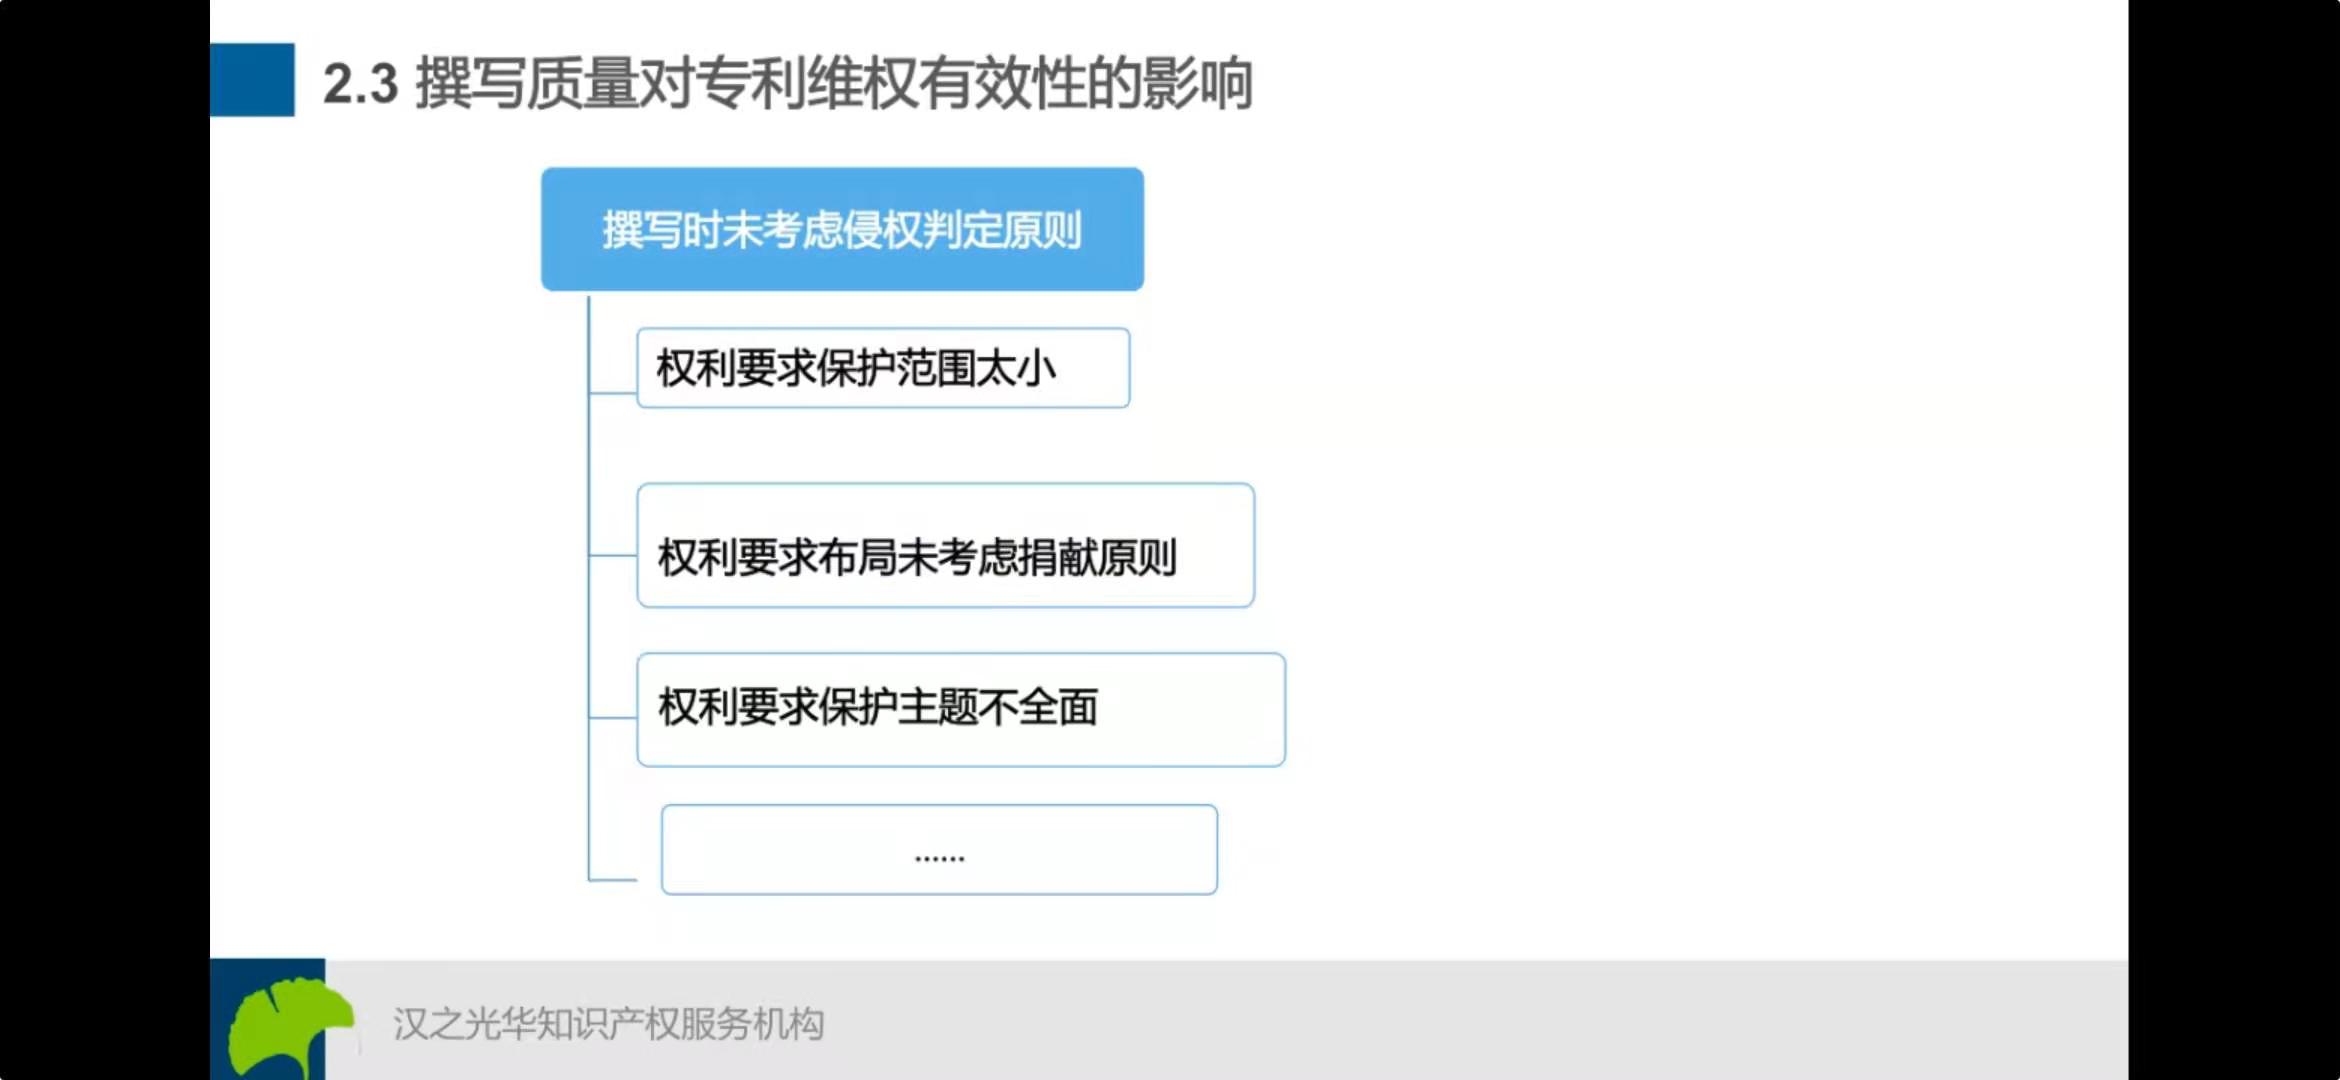 2.3 撰写质量对专利维权有效性的影响
撰写时未考虑侵权判定原则
权利要求保护范围太小
权利要求布局未考虑捐献原则
权利要求保护主题不全面
......
汉之光华知识产权服务机构